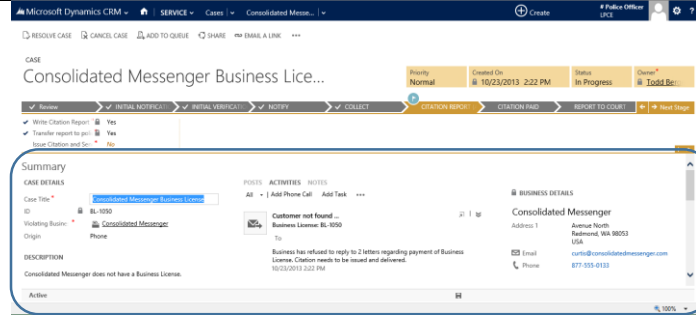 Microsoft Dynamics CRM SERVICE Cases Consolidated Messe... Create # Police Officer
LPCE
RESOLVE CASE CANCEL CASE ADD TO QUEUE SHARE EMAIL A LINK
CASE
Consolidated Messenger Business Lice...
Priority Created On Status Owner*
Normal 10/23/2013 2:22 PM In Progress Todd Berg
Review INITIAL NOTIFICATI INITIAL VERIFICATI NOTIFY COLLECT CITATION REPORT CITATION PAID REPORT TO COURT Next Stage
Write Citation Report Yes
Transfer report to poli Yes
Issue Citation and Ser * No
Summary
CASE DETAILS
POSTS ACTIVITIES NOTES
BUSINESS DETAILS
Case Title * Consolidated Messenger Business License
ID BL-1050
Violating Busine * Consolidated Messenger
Origin Phone
DESCRIPTION
Consolidated Messenger does not have a Business License.
All Add Phone Call Add Task
Customer not found ...
Business License: BL-1050
To
Business has refused to reply to 2 letters regarding payment of Business
License. Citation needs to be issued and delivered.
10/23/2013 2:22 PM
Consolidated Messenger
Address 1 Avenue North
Redmond, WA 98053
USA
Email curtis@consolidatedmessenger.com
Phone 877-555-0133
Active
100%